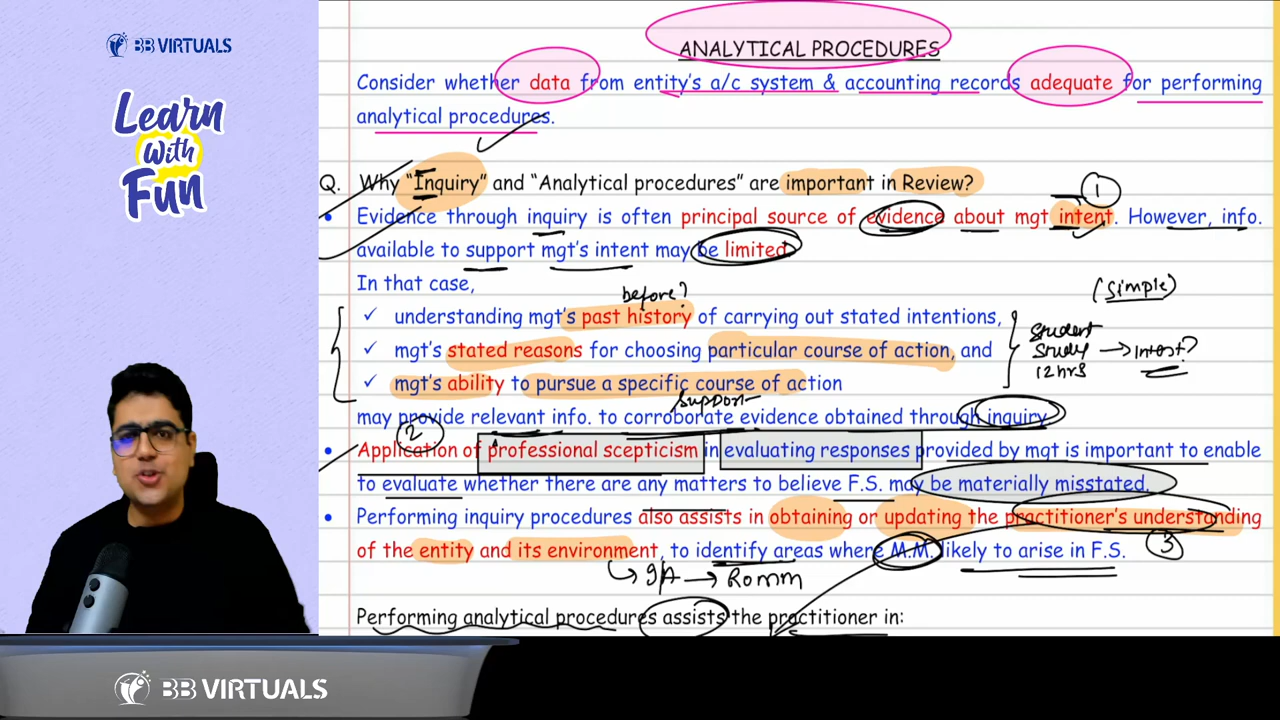 BB VIRTUALS
Learn
with
Fun
ANALYTICAL PROCEDURES
Consider whether data from entity's a/c system & accounting records adequate for performing
analytical procedures.
Q. Why "Inquiry" and "Analytical procedures" are important in Review?
1
• Evidence through inquiry is often principal source of evidence about mgt intent. However, info.
available to support mgt's intent may be limited.
In that case,
before?
(Simple)
✓ understanding mgt's past history of carrying out stated intentions,
✓ mgt's stated reasons for choosing particular course of action, and
✓ mgt's ability to pursue a specific course of action
Student
Study → intent?
12 hrs
support
may provide relevant info. to corroborate evidence obtained through inquiry
2
• Application of professional scepticism in evaluating responses provided by mgt is important to enable
to evaluate whether there are any matters to believe F.S. may be materially misstated.
• Performing inquiry procedures also assists in obtaining or updating the practitioner's understanding
of the entity and its environment, to identify areas where M.M. likely to arise in F.S.
3
→ Romm
Performing analytical procedures assists the practitioner in:
BB VIRTUALS